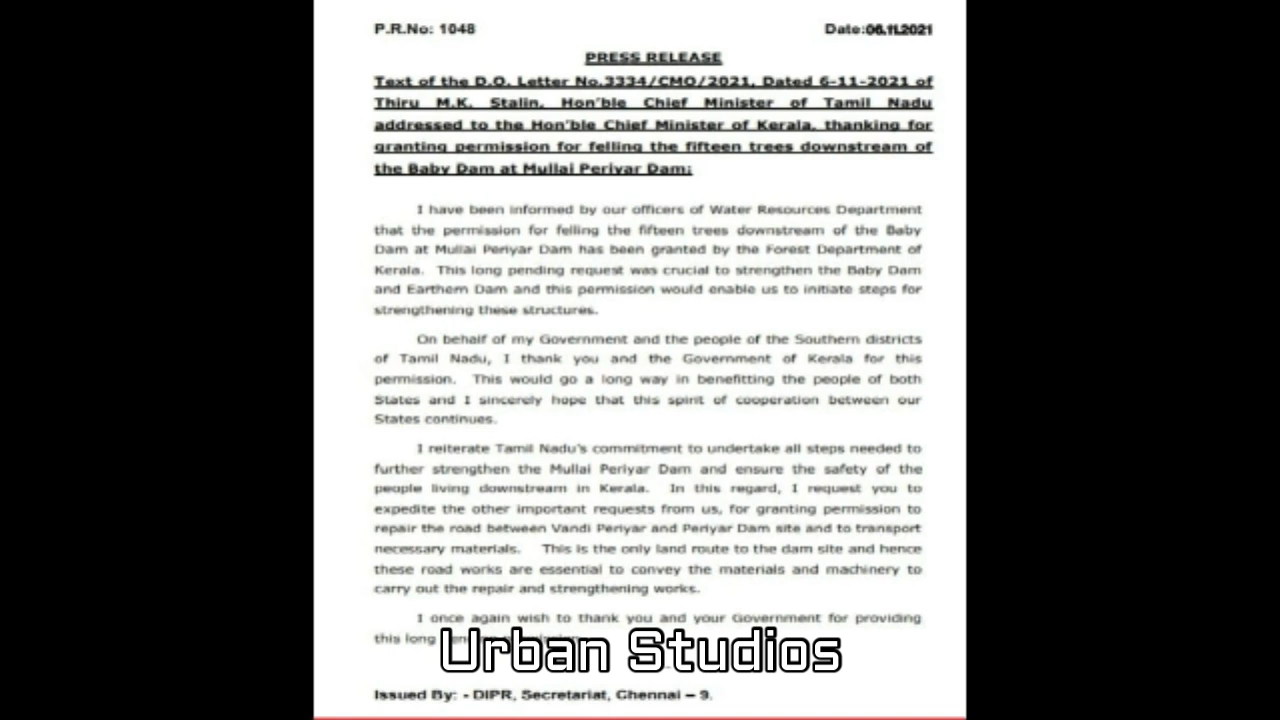 P.R.No: 1048 Date:06.11.2021
PRESS RELEASE
Text of the D.O. Letter No.3334/CMO/2021, Dated 6-11-2021 of
Thiru M.K. Stalin, Hon'ble Chief Minister of Tamil Nadu
addressed to the Hon'ble Chief Minister of Kerala, thanking for
granting permission for felling the fifteen trees downstream of
the Baby Dam at Mullai Periyar Dam:
I have been informed by our officers of Water Resources Department
that the permission for felling the fifteen trees downstream of the Baby
Dam at Mullai Periyar Dam has been granted by the Forest Department of
Kerala. This long pending request was crucial to strengthen the Baby Dam
and Earthern Dam and this permission would enable us to initiate steps for
strengthening these structures.
On behalf of my Government and the people of the Southern districts
of Tamil Nadu, I thank you and the Government of Kerala for this
permission. This would go a long way in benefitting the people of both
States and I sincerely hope that this spirit of cooperation between our
States continues.
I reiterate Tamil Nadu's commitment to undertake all steps needed to
further strengthen the Mullai Periyar Dam and ensure the safety of the
people living downstream in Kerala. In this regard, I request you to
expedite the other important requests from us, for granting permission to
repair the road between Vandi Periyar and Periyar Dam site and to transport
necessary materials. This is the only land route to the dam site and hence
these road works are essential to convey the materials and machinery to
carry out the repair and strengthening works.
I once again wish to thank you and your Government for providing
this long
Urban Studios
Issued By: - DIPR, Secretariat, Chennai – 9.